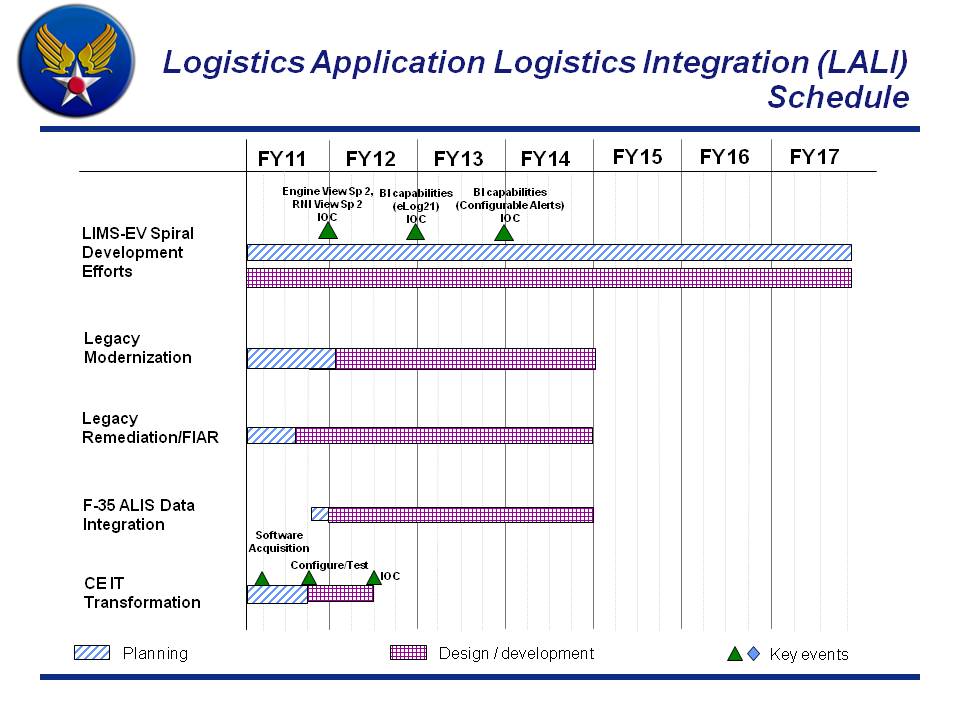 Logistics Application Logistics Integration (LALI)
Schedule
FY11 FY12 FY13 FY14 FY15 FY16 FY17
Engine View Sp 2,
RNI View Sp 2
IOC
BI capabilities
(eLog21)
IOC
BI capabilities
(Configurable Alerts)
IOC
LIMS-EV Spiral
Development
Efforts
Legacy
Modernization
Legacy
Remediation/FIAR
F-35 ALIS Data
Integration
Software
Acquisition
Configure/Test
IOC
CE IT
Transformation
Planning
Design / development
Key events